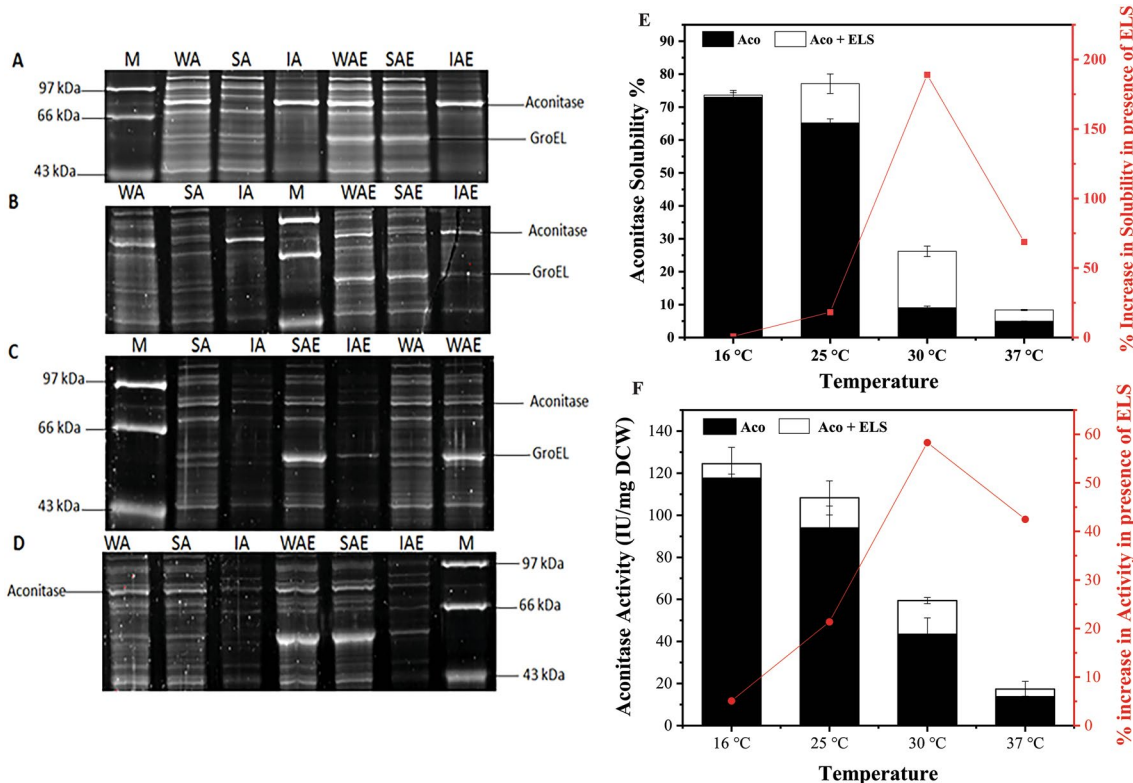 A
M WA SA IA WAE SAE IAE
97 kDa
66 kDa
43 kDa
Aconitase
GroEL
B
WA SA IA M WAE SAE IAE
Aconitase
GroEL
C
M SA IA SAE IAE WA WAE
97 kDa
66 kDa
43 kDa
Aconitase
GroEL
D
WA SA IA WAE SAE IAE M
Aconitase
97 kDa
66 kDa
43 kDa
E
Aco Aco + ELS
Aconitase Solubility %
95
90
80
70
60
50
40
30
20
10
0
200
150
100
50
0
% Increase in Solubility in presence of ELS
16 °C 25 °C 30 °C 37 °C
Temperature
F
Aco Aco + ELS
Aconitase Activity (IU/mg DCW)
140
120
100
80
60
40
20
0
60
50
40
30
20
10
5
0
% increase in Activity in presence of ELS
16 °C 25 °C 30 °C 37 °C
Temperature